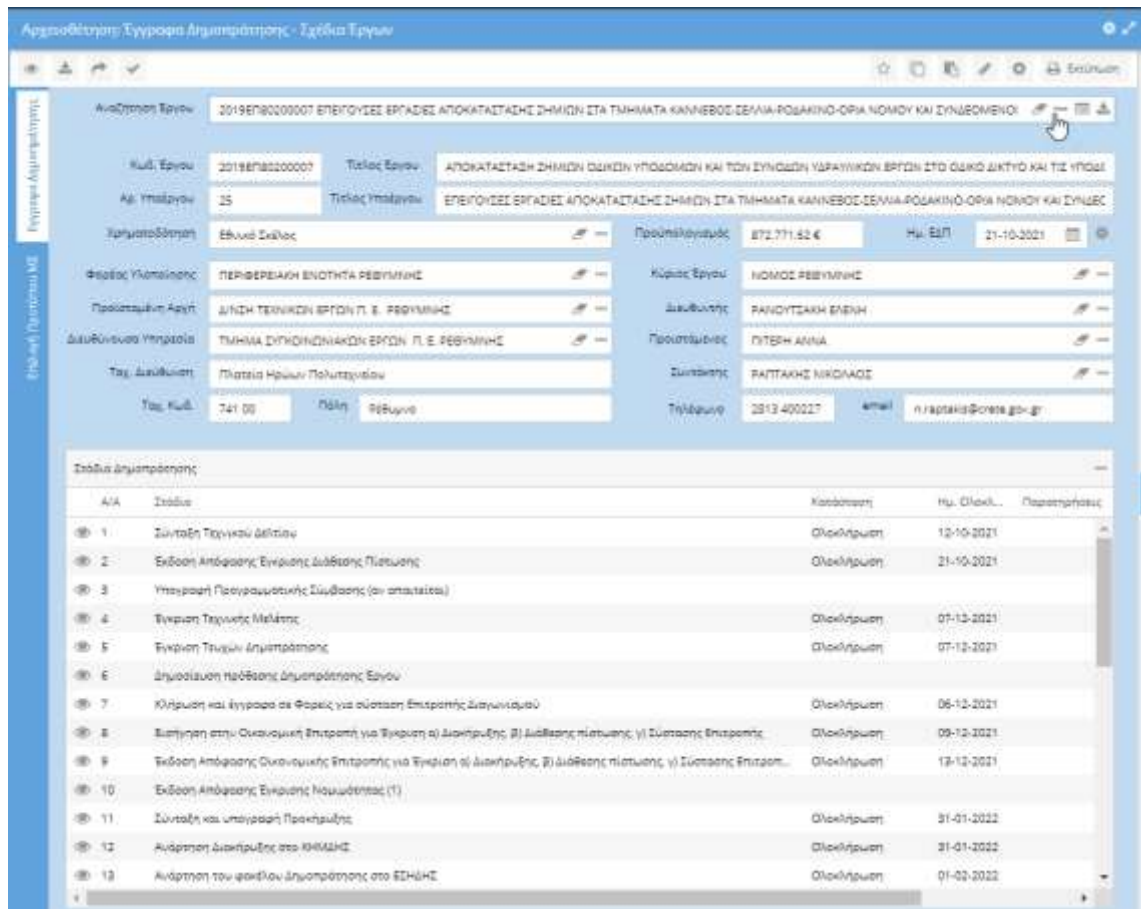 Αρχειοθέτηση: Έγγραφα Δημοπράτησης - Σχέδια Έργων
Εκτύπωση
Έγγραφα Δημοπράτησης
Επιλογή Προτύπου ΜΣ
Αναζήτηση Έργου 2019ΕΠ80200007 ΕΠΕΙΓΟΥΣΕΣ ΕΡΓΑΣΙΕΣ ΑΠΟΚΑΤΑΣΤΑΣΗΣ ΖΗΜΙΩΝ ΣΤΑ ΤΜΗΜΑΤΑ ΚΑΝΝΕΒΟΣ-ΣΕΛΛΙΑ-ΡΟΔΑΚΙΝΟ-ΟΡΙΑ ΝΟΜΟΥ ΚΑΙ ΣΥΝΔΕΟΜΕΝΟΙ
Κωδ. Έργου 2019ΕΠ80200007 Τίτλος Έργου ΑΠΟΚΑΤΑΣΤΑΣΗ ΖΗΜΙΩΝ ΟΔΙΚΩΝ ΥΠΟΔΟΜΩΝ ΚΑΙ ΤΩΝ ΣΥΝΟΔΩΝ ΥΔΡΑΥΛΙΚΩΝ ΕΡΓΩΝ ΣΤΟ ΟΔΙΚΟ ΔΙΚΤΥΟ ΚΑΙ ΤΙΣ ΥΠΟΔΕ
Αρ. Υποέργου 25 Τίτλος Υποέργου ΕΠΕΙΓΟΥΣΕΣ ΕΡΓΑΣΙΕΣ ΑΠΟΚΑΤΑΣΤΑΣΗΣ ΖΗΜΙΩΝ ΣΤΑ ΤΜΗΜΑΤΑ ΚΑΝΝΕΒΟΣ-ΣΕΛΛΙΑ-ΡΟΔΑΚΙΝΟ-ΟΡΙΑ ΝΟΜΟΥ ΚΑΙ ΣΥΝΔΕΟ
Χρηματοδότηση Εθνικό Σκέλος Προϋπολογισμός 872.771,62 € Ημ. ΕΔΠ 21-10-2021
Φορέας Υλοποίησης ΠΕΡΙΦΕΡΕΙΑΚΗ ΕΝΟΤΗΤΑ ΡΕΘΥΜΝΗΣ Κύριος Έργου ΝΟΜΟΣ ΡΕΘΥΜΝΗΣ
Προϊσταμένη Αρχή Δ/ΝΣΗ ΤΕΧΝΙΚΩΝ ΕΡΓΩΝ Π. Ε. ΡΕΘΥΜΝΗΣ Διευθυντής ΡΑΝΟΥΤΣΑΚΗ ΕΛΕΝΗ
Διευθύνουσα Υπηρεσία ΤΜΗΜΑ ΣΥΓΚΟΙΝΩΝΙΑΚΩΝ ΕΡΓΩΝ Π. Ε. ΡΕΘΥΜΝΗΣ Προιστάμενος ΠΙΤΕΡΗ ΑΝΝΑ
Ταχ. Διεύθυνση Πλατεία Ηρώων Πολυτεχνείου Συντάκτης ΡΑΠΤΑΚΗΣ ΝΙΚΟΛΑΟΣ
Ταχ. Κωδ. 741 00 Πόλη Ρέθυμνο Τηλέφωνο 2813 400227 email n.raptakis@crete.gov.gr
Στάδια Δημοπράτησης
Α/Α Στάδιο Κατάσταση Ημ. Ολοκλ... Παρατηρήσεις
1 Σύνταξη Τεχνικού Δελτίου Ολοκλήρωση 12-10-2021
2 Έκδοση Απόφασης Έγκρισης Διάθεσης Πίστωσης Ολοκλήρωση 21-10-2021
3 Υπογραφή Προγραμματικής Σύμβασης (αν απαιτείται)
4 Έγκριση Τεχνικής Μελέτης Ολοκλήρωση 07-12-2021
5 Έγκριση Τευχών Δημοπράτησης Ολοκλήρωση 07-12-2021
6 Δημοσίευση πρόθεσης Δημοπράτησης Έργου
7 Κλήρωση και έγγραφα σε Φορείς για σύσταση Επιτροπής Διαγωνισμού Ολοκλήρωση 06-12-2021
8 Εισήγηση στην Οικονομική Επιτροπή για Έγκριση α) Διακήρυξης, β) Διάθεσης πίστωσης, γ) Σύστασης Επιτροπής Ολοκλήρωση 09-12-2021
9 Έκδοση Απόφασης Οικονομικής Επιτροπής για Έγκριση α) Διακήρυξης, β) Διάθεσης πίστωσης, γ) Σύστασης Επιτροπ... Ολοκλήρωση 13-12-2021
10 Έκδοση Απόφασης Έγκρισης Νομιμότητας (1)
11 Σύνταξη και υπογραφή Προκήρυξης Ολοκλήρωση 31-01-2022
12 Ανάρτηση Διακήρυξης στο ΚΗΜΔΗΣ Ολοκλήρωση 31-01-2022
13 Ανάρτηση του φακέλου Δημοπράτησης στο ΕΣΗΔΗΣ Ολοκλήρωση 01-02-2022